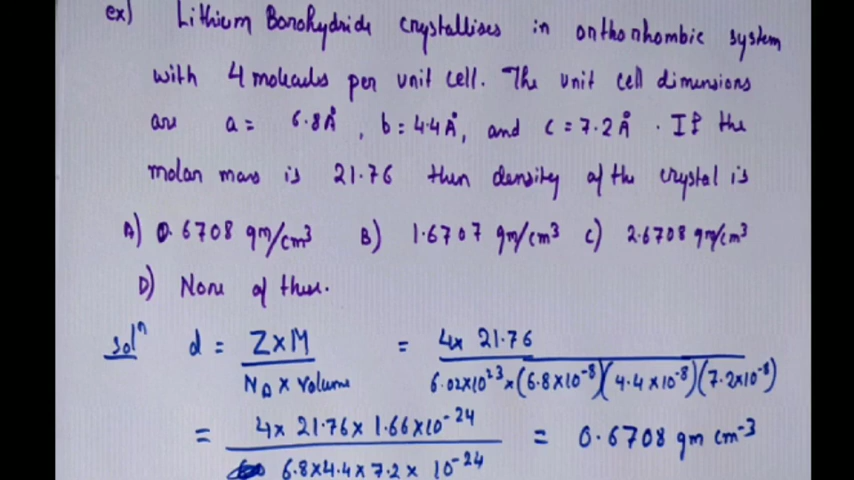 ex) Lithium Borohydride crystallises in orthorhombic system
with 4 molecules per unit cell. The unit cell dimensions
are a = 6.8Å, b = 4.4Å, and c = 7.2Å. If the
molar mass is 21.76 then density of the crystal is
A) 0.6708 gm/cm³ B) 1.6707 gm/cm³ C) 2.6708 gm/cm³
D) None of these.
solⁿ d = Z×M / N_A × volume = 4× 21.76 / 6.02×10²³×(6.8×10⁻⁸)(4.4×10⁻⁸)(7.2×10⁻⁸)
= 4× 21.76× 1.66×10⁻²⁴ / 6.8×4.4×7.2× 10⁻²⁴ = 0.6708 gm cm⁻³